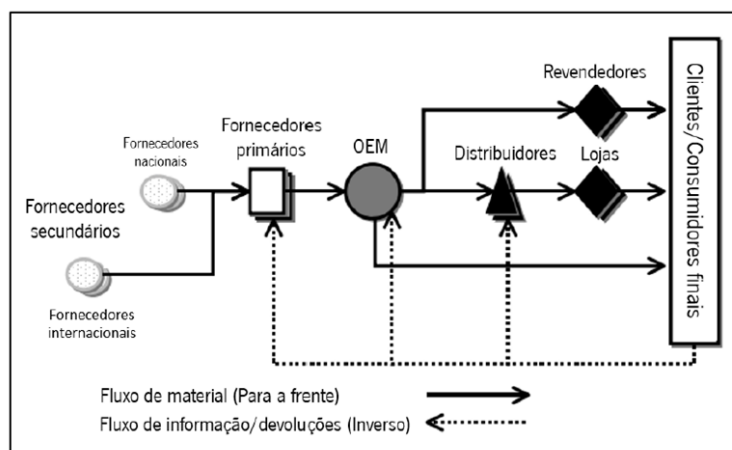 Revendedores
Clientes/Consumidores finais
Fornecedores
nacionais
Fornecedores
primários
OEM
Distribuidores
Lojas
Fornecedores
secundários
Fornecedores
internacionais
Fluxo de material (Para a frente)
Fluxo de informação/devoluções (Inverso)